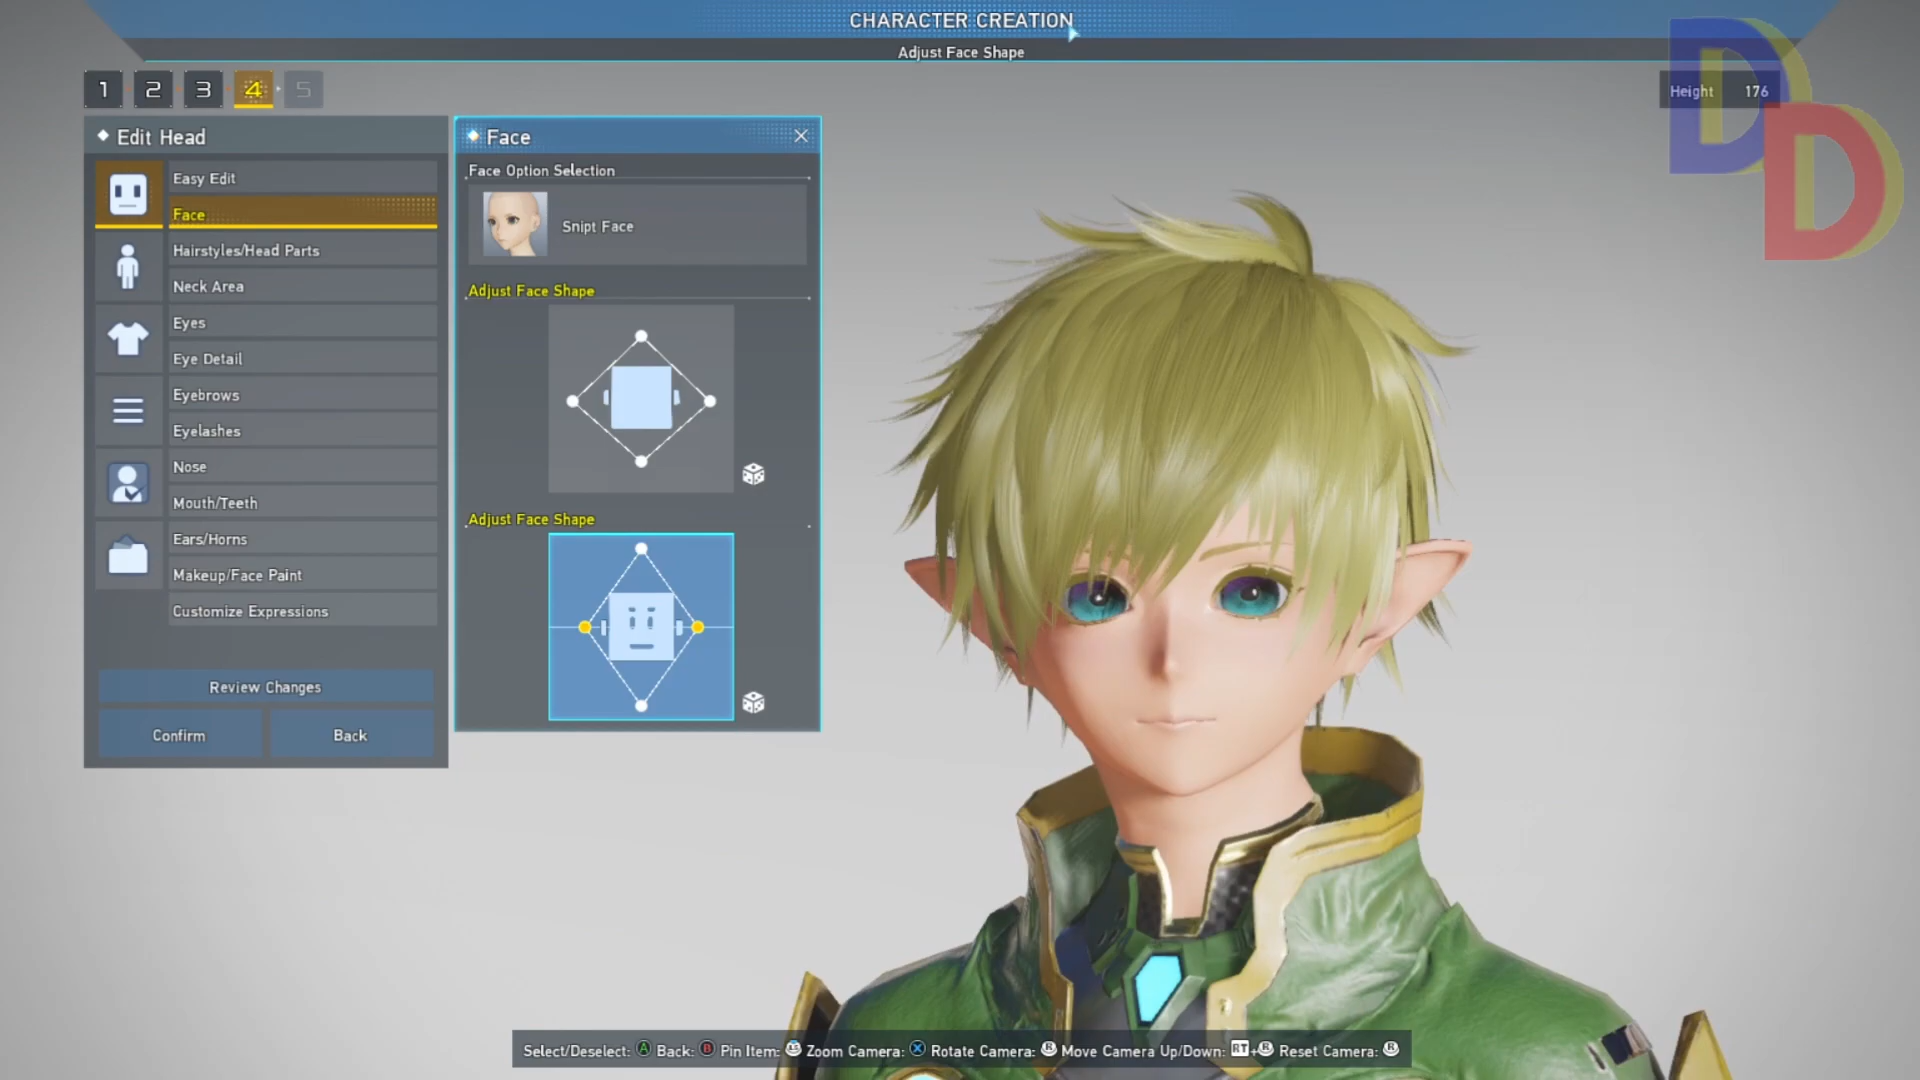 CHARACTER CREATION
Adjust Face Shape
1 2 3 4 5
Height 176
DD
Edit Head
Easy Edit
Face
Hairstyles/Head Parts
Neck Area
Eyes
Eye Detail
Eyebrows
Eyelashes
Nose
Mouth/Teeth
Ears/Horns
Makeup/Face Paint
Customize Expressions
Review Changes
Confirm Back
Face
Face Option Selection
Snipt Face
Adjust Face Shape
Adjust Face Shape
Select/Deselect: A Back: B Pin Item: LS Zoom Camera: X Rotate Camera: R Move Camera Up/Down: RT+R Reset Camera: R